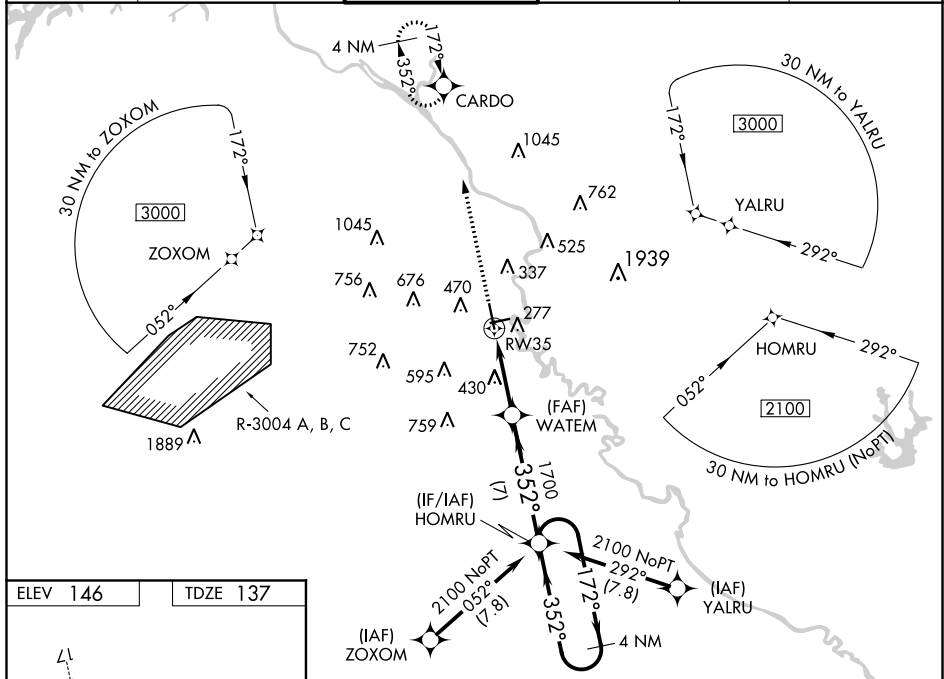 4 NM
172°
352°
CARDO
30 NM to ZOXOM
172°
3000
ZOXOM
052°
30 NM to YALRU
172°
3000
YALRU
292°
1045
762
1045
525
337
1939
756
676
470
277
RW35
752
595
430
759
1889
R-3004 A, B, C
HOMRU
292°
052°
2100
30 NM to HOMRU (NoPT)
(FAF)
WATEM
1700
352°
(7)
(IF/IAF)
HOMRU
2100 NoPT
052°
(7.8)
(IAF)
ZOXOM
2100 NoPT
292°
(7.8)
(IAF)
YALRU
172°
352°
4 NM
ELEV 146
TDZE 137
17